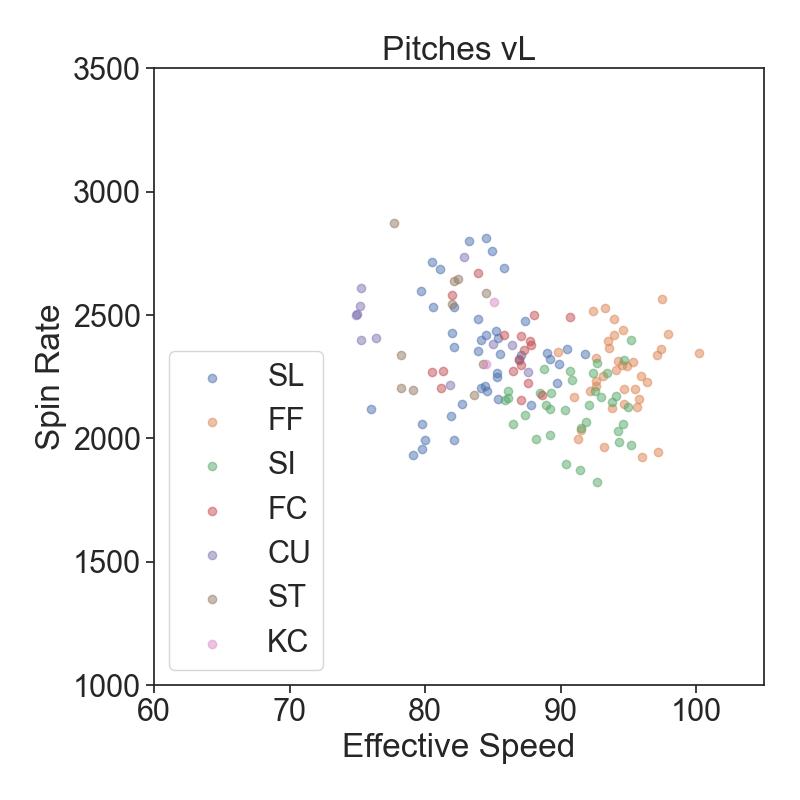 Pitches vL
3500
3000
2500
2000
1500
1000
Spin Rate
SL
FF
SI
FC
CU
ST
KC
60 70 80 90 100
Effective Speed